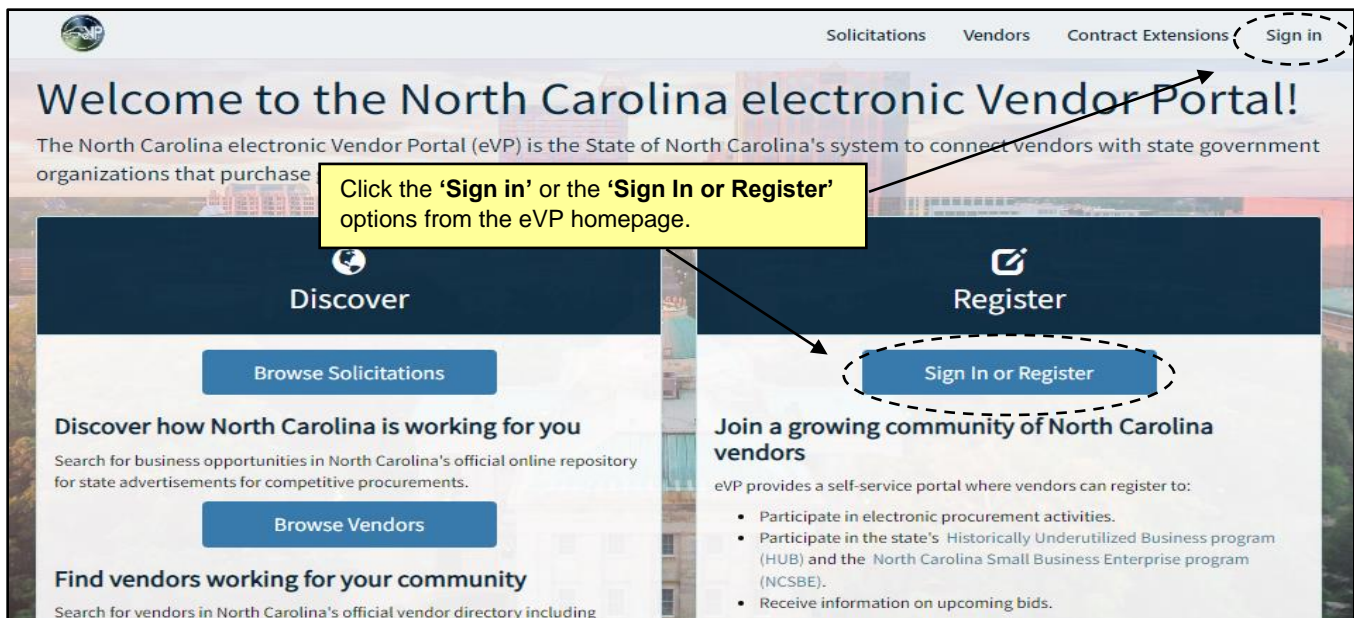 eVP
Solicitations Vendors Contract Extensions Sign in
Welcome to the North Carolina electronic Vendor Portal!
The North Carolina electronic Vendor Portal (eVP) is the State of North Carolina's system to connect vendors with state government
organizations that purchase
Click the ‘Sign in’ or the ‘Sign In or Register’
options from the eVP homepage.
Discover
Browse Solicitations
Discover how North Carolina is working for you
Search for business opportunities in North Carolina's official online repository
for state advertisements for competitive procurements.
Browse Vendors
Find vendors working for your community
Search for vendors in North Carolina's official vendor directory including
Register
Sign In or Register
Join a growing community of North Carolina
vendors
eVP provides a self-service portal where vendors can register to:
• Participate in electronic procurement activities.
• Participate in the state's Historically Underutilized Business program
(HUB) and the North Carolina Small Business Enterprise program
(NCSBE).
• Receive information on upcoming bids.